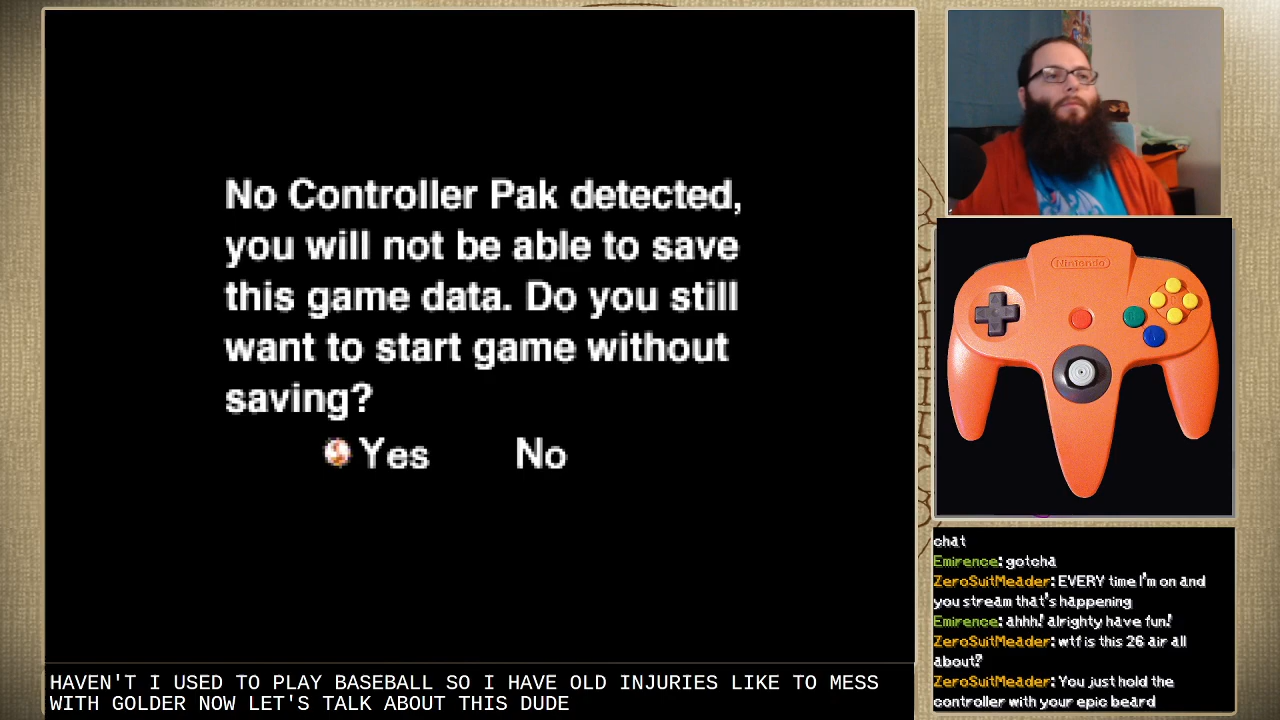 No Controller Pak detected,
you will not be able to save
this game data. Do you still
want to start game without
saving?
Yes No
HAVEN'T I USED TO PLAY BASEBALL SO I HAVE OLD INJURIES LIKE TO MESS
WITH GOLDER NOW LET'S TALK ABOUT THIS DUDE
Nintendo
chat
Emirence: gotcha
ZeroSuitMeader: EVERY time I'm on and
you stream that's happening
Emirence: ahhh! alrighty have fun!
ZeroSuitMeader: wtf is this 26 air all
about?
ZeroSuitMeader: You just hold the
controller with your epic beard